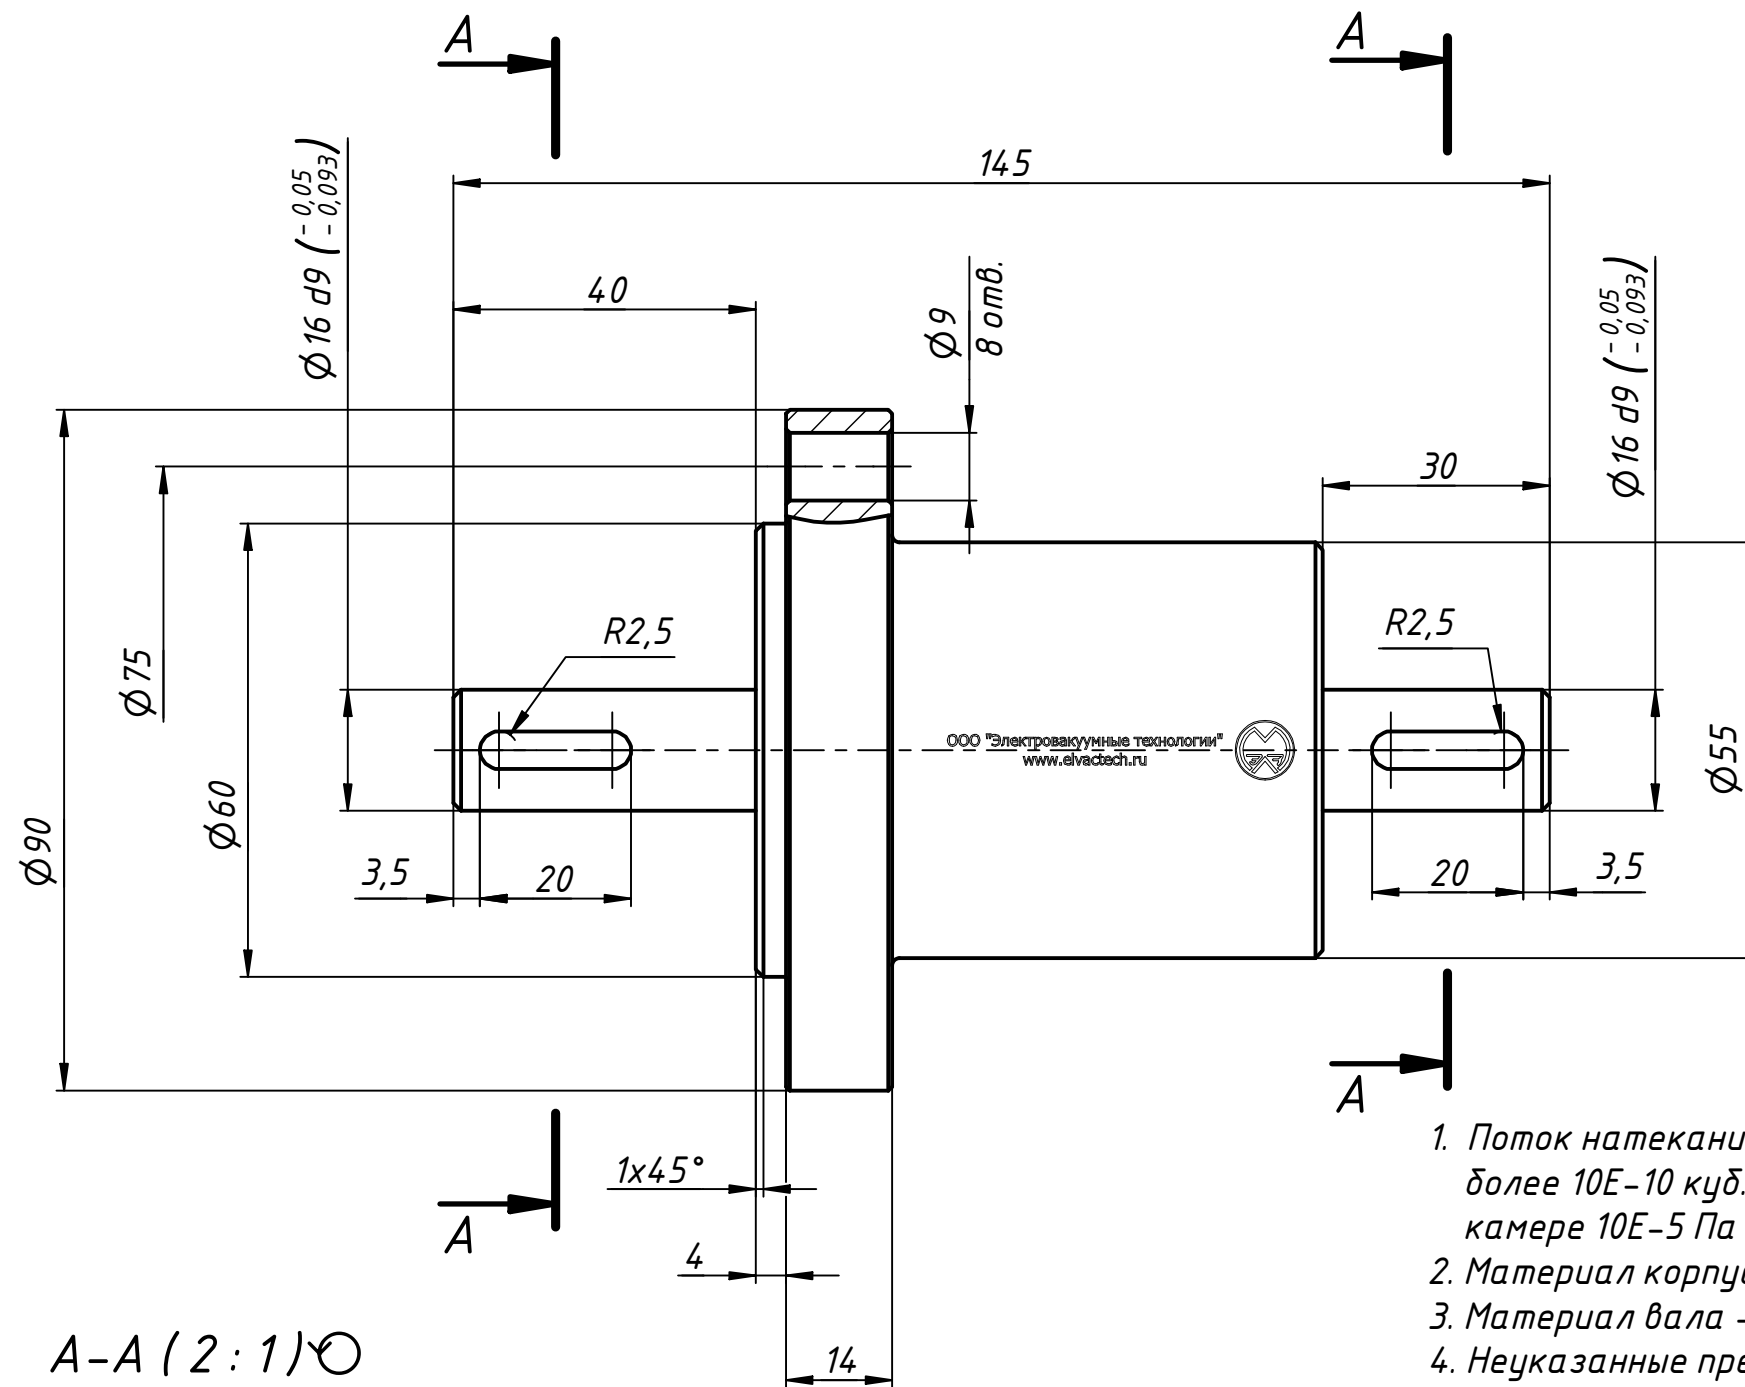 А
А
145
Ø16 d9 (-0,05 -0,093)
40
Ø9
8 отв.
Ø16 d9 (-0,05 -0,093)
30
R2,5
R2,5
Ø75
ООО "Электровакуумные технологии"
www.elvactech.ru
Ø55
Ø60
Ø90
3,5
20
20
3,5
А
1. Поток натекани
более 10Е-10 куб.
камере 10Е-5 Па
2. Материал корпу
3. Материал вала -
4. Неуказанные пре
1x45°
А
4
А-А (2:1)
14